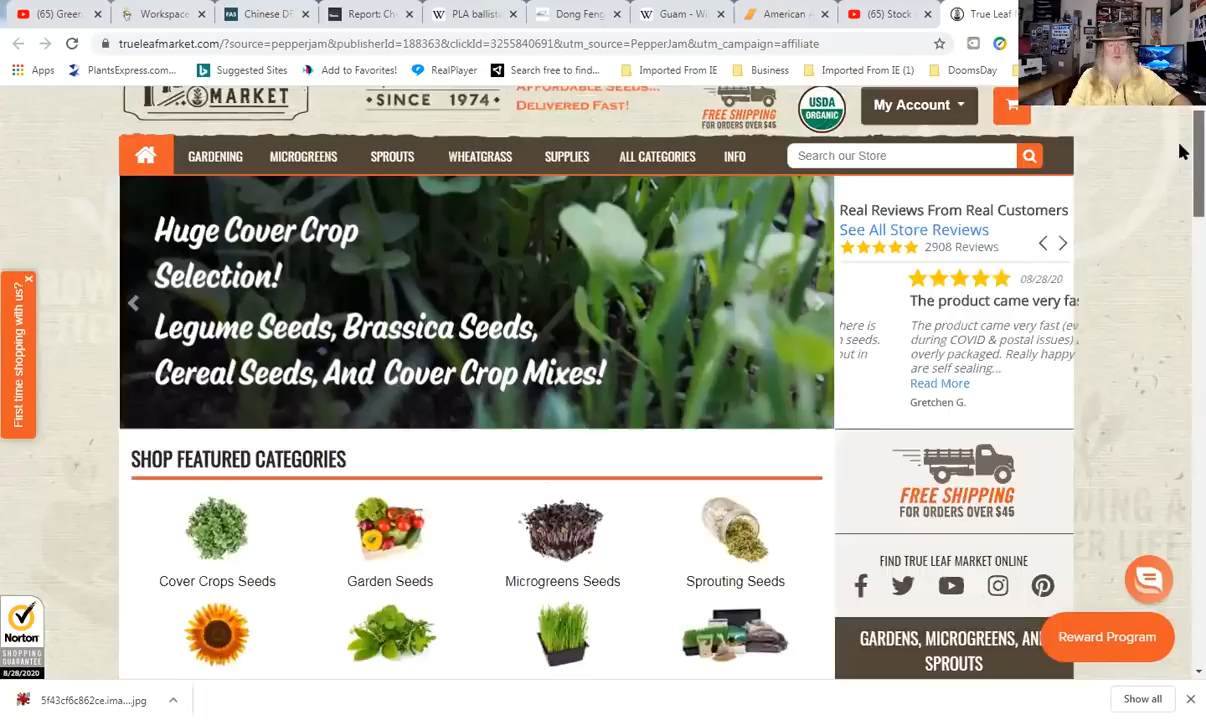 (65) Green
Workspace
Chinese DF
Report: Ch
PLA ballist
Dong Feng
Guam - Wi
American A
(65) Stock
True Leaf
trueleafmarket.com/?source=pepperjam&publisherId=188363&clickId=3255840691&utm_source=PepperJam&utm_campaign=affiliate
Apps
PlantsExpress.com...
Suggested Sites
Add to Favorites!
RealPlayer
Search free to find...
Imported From IE
Business
Imported From IE (1)
DoomsDay
MARKET
• SINCE 1974 •
Affordable Seeds...
Delivered Fast!
FREE SHIPPING
FOR ORDERS OVER $45
USDA
ORGANIC
My Account
GARDENING
MICROGREENS
SPROUTS
WHEATGRASS
SUPPLIES
ALL CATEGORIES
INFO
Search our Store
Huge Cover Crop
Selection!
Legume Seeds, Brassica Seeds,
Cereal Seeds, And Cover Crop Mixes!
Real Reviews From Real Customers
See All Store Reviews
2908 Reviews
08/28/20
The product came very fas
here is
n seeds.
out in
The product came very fast (ev
during COVID & postal issues)
overly packaged. Really happy
are self sealing...
Read More
Gretchen G.
First time shopping with us?
x
SHOP FEATURED CATEGORIES
Cover Crops Seeds
Garden Seeds
Microgreens Seeds
Sprouting Seeds
FREE SHIPPING
FOR ORDERS OVER $45
FIND TRUE LEAF MARKET ONLINE
GARDENS, MICROGREENS, AN
SPROUTS
Reward Program
Norton
SHOPPING
GUARANTEE
8/28/2020
5f43cf6c862ce.ima....jpg
Show all